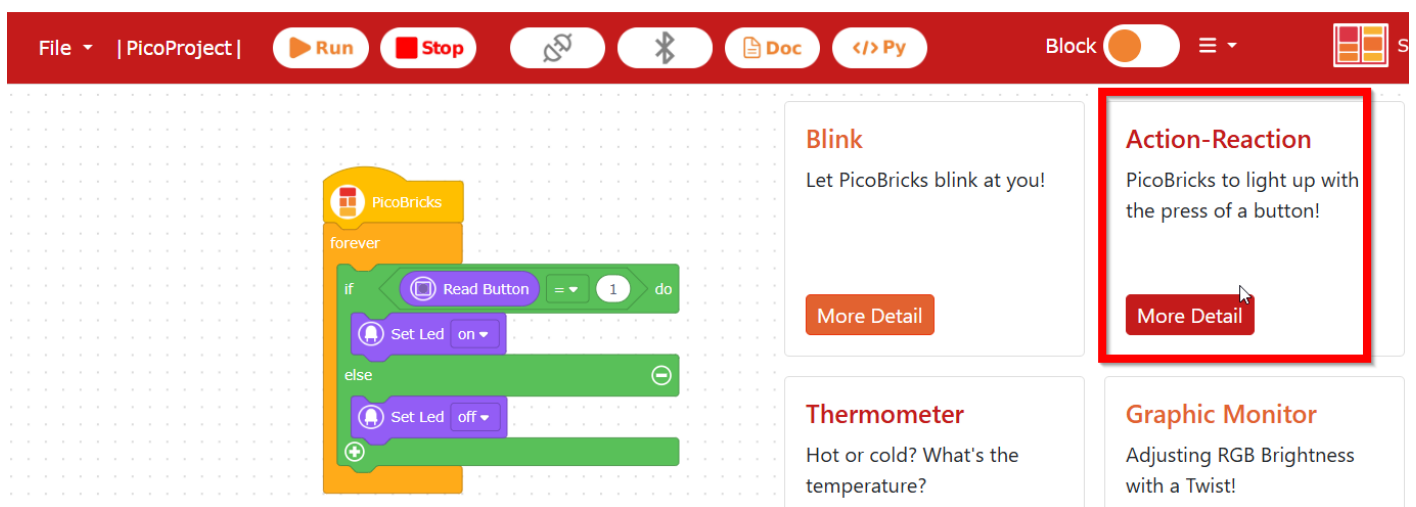 File |PicoProject| Run Stop Doc </> Py Block S
PicoBricks
forever
if Read Button = 1 do
Set Led on
else
Set Led off
Blink
Let PicoBricks blink at you!
More Detail
Action-Reaction
PicoBricks to light up with
the press of a button!
More Detail
Thermometer
Hot or cold? What's the
temperature?
Graphic Monitor
Adjusting RGB Brightness
with a Twist!